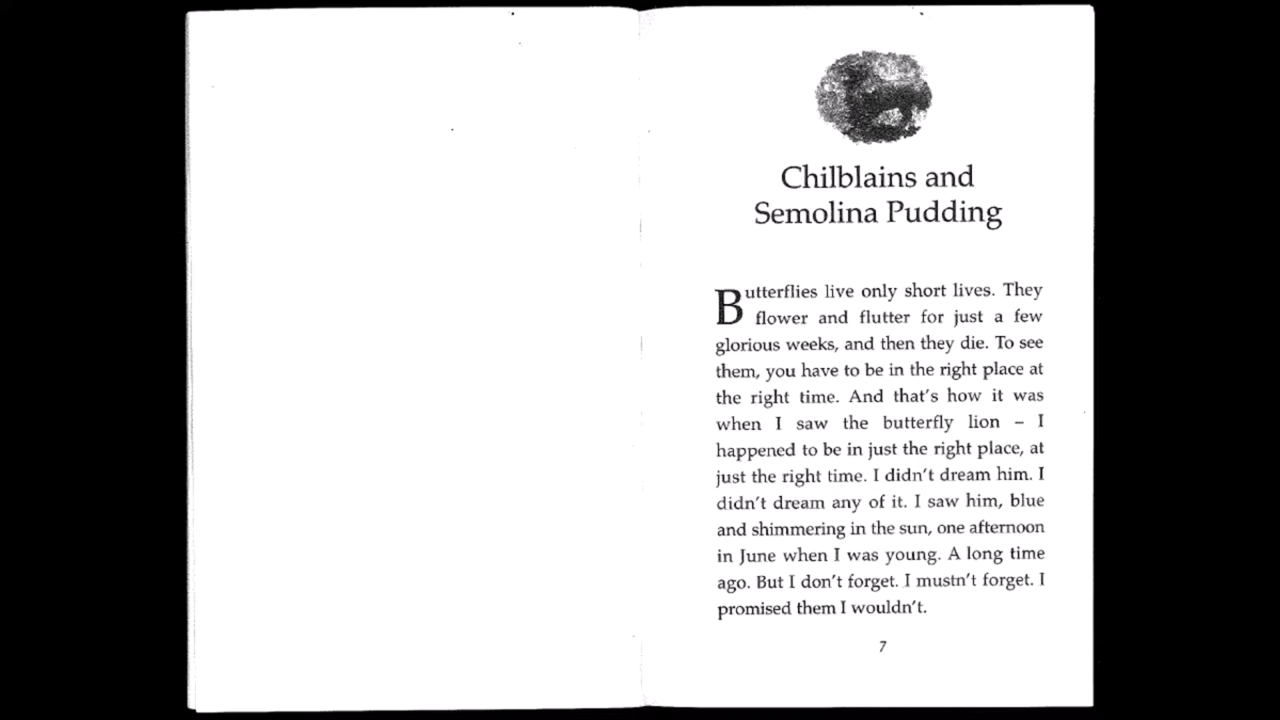 Chilblains and
Semolina Pudding
Butterflies live only short lives. They
flower and flutter for just a few
glorious weeks, and then they die. To see
them, you have to be in the right place at
the right time. And that's how it was
when I saw the butterfly lion – I
happened to be in just the right place, at
just the right time. I didn't dream him. I
didn't dream any of it. I saw him, blue
and shimmering in the sun, one afternoon
in June when I was young. A long time
ago. But I don't forget. I mustn't forget. I
promised them I wouldn't.
7